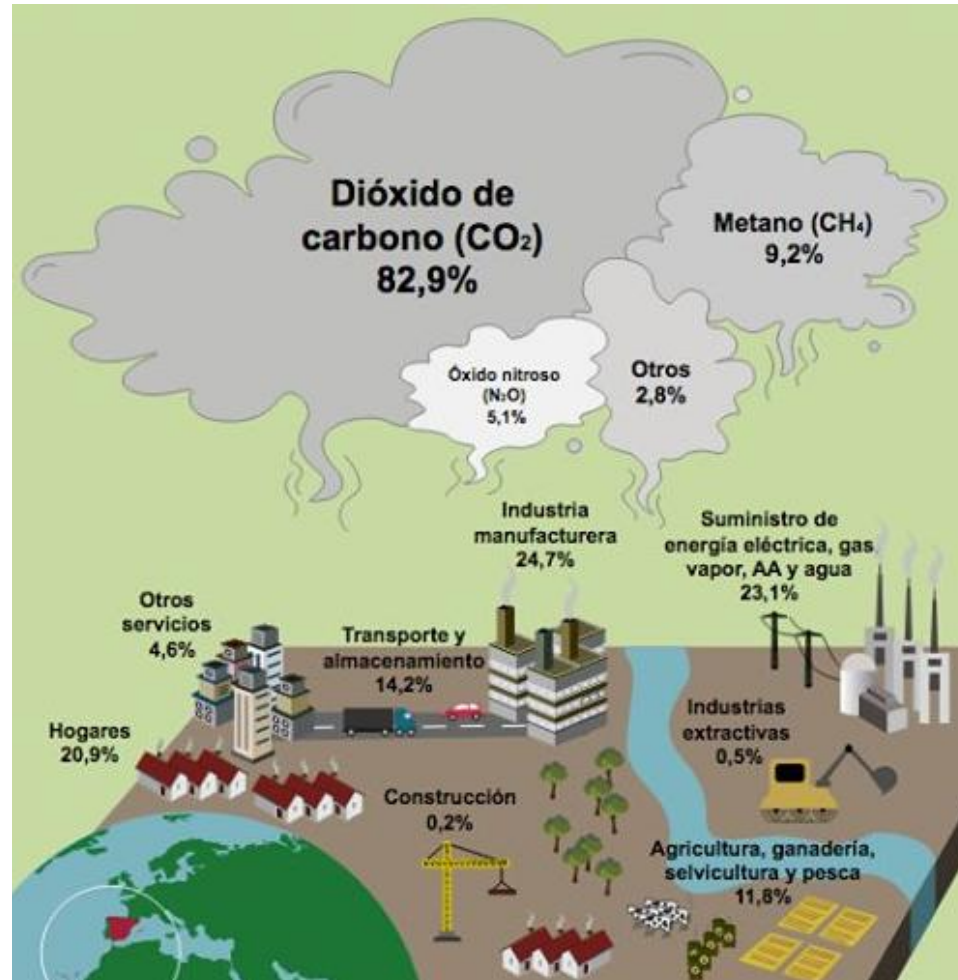 Dióxido de
carbono (CO₂)
82,9%
Metano (CH₄)
9,2%
Óxido nitroso
(N₂O)
5,1%
Otros
2,8%
Industria
manufacturera
24,7%
Suministro de
energía eléctrica, gas
vapor, AA y agua
23,1%
Otros
servicios
4,6%
Transporte y
almacenamiento
14,2%
Hogares
20,9%
Industrias
extractivas
0,5%
Construcción
0,2%
Agricultura, ganadería,
selvicultura y pesca
11,8%